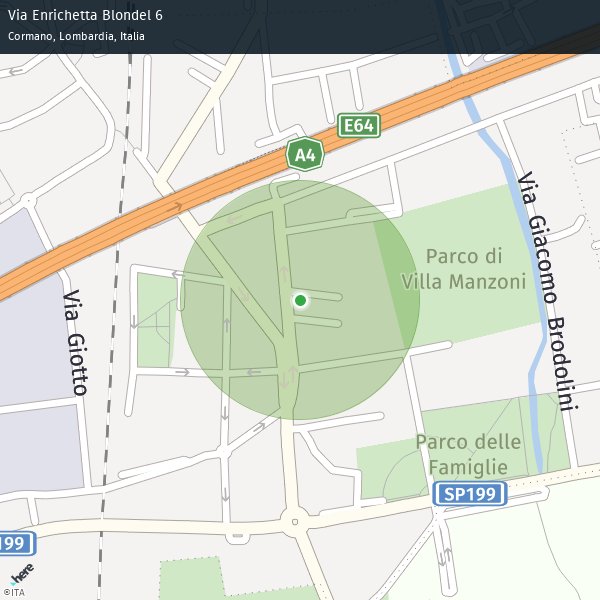 Via Enrichetta Blondel 6
Cormano, Lombardia, Italia
E64
A4
Via Giacomo Brodolini
Parco di
Villa Manzoni
Via Giotto
Parco delle
Famiglie
SP199
199
here
©ITA